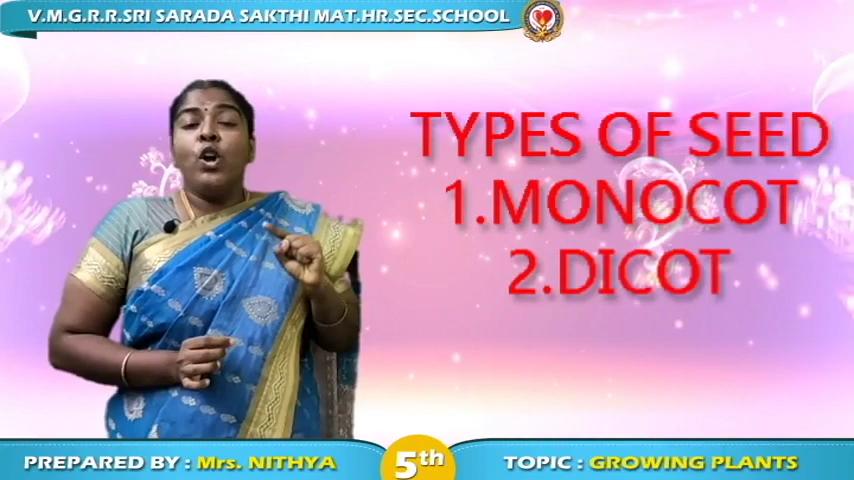 V.M.G.R.R.SRI SARADA SAKTHI MAT.HR.SEC.SCHOOL
TYPES OF SEED
1.MONOCOT
2.DICOT
PREPARED BY : Mrs. NITHYA
5th
TOPIC : GROWING PLANTS